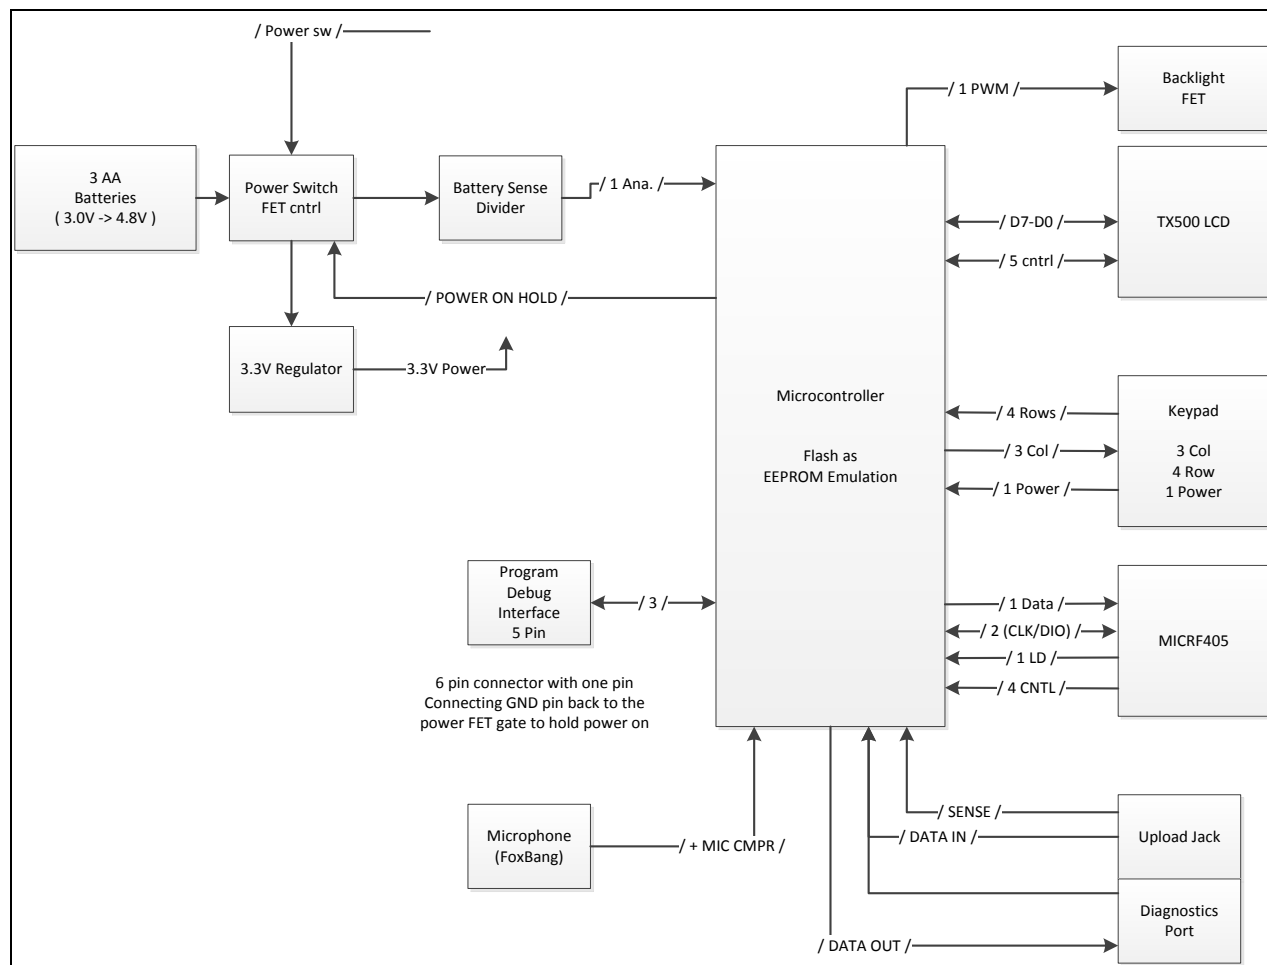 / Power sw /
/ 1 PWM /
Backlight
FET
3 AA
Batteries
( 3.0V -> 4.8V )
Power Switch
FET cntrl
Battery Sense
Divider
/ 1 Ana. /
/ D7-D0 /
/ 5 cntrl /
TX500 LCD
/ POWER ON HOLD /
3.3V Regulator
3.3V Power
Microcontroller
Flash as
EEPROM Emulation
/ 4 Rows /
/ 3 Col /
/ 1 Power /
Keypad
3 Col
4 Row
1 Power
Program
Debug
Interface
5 Pin
/ 3 /
/ 1 Data /
/ 2 (CLK/DIO) /
/ 1 LD /
/ 4 CNTL /
MICRF405
6 pin connector with one pin
Connecting GND pin back to the
power FET gate to hold power on
Microphone
(FoxBang)
/ + MIC CMPR /
/ SENSE /
/ DATA IN /
Upload Jack
/ DATA OUT /
Diagnostics
Port